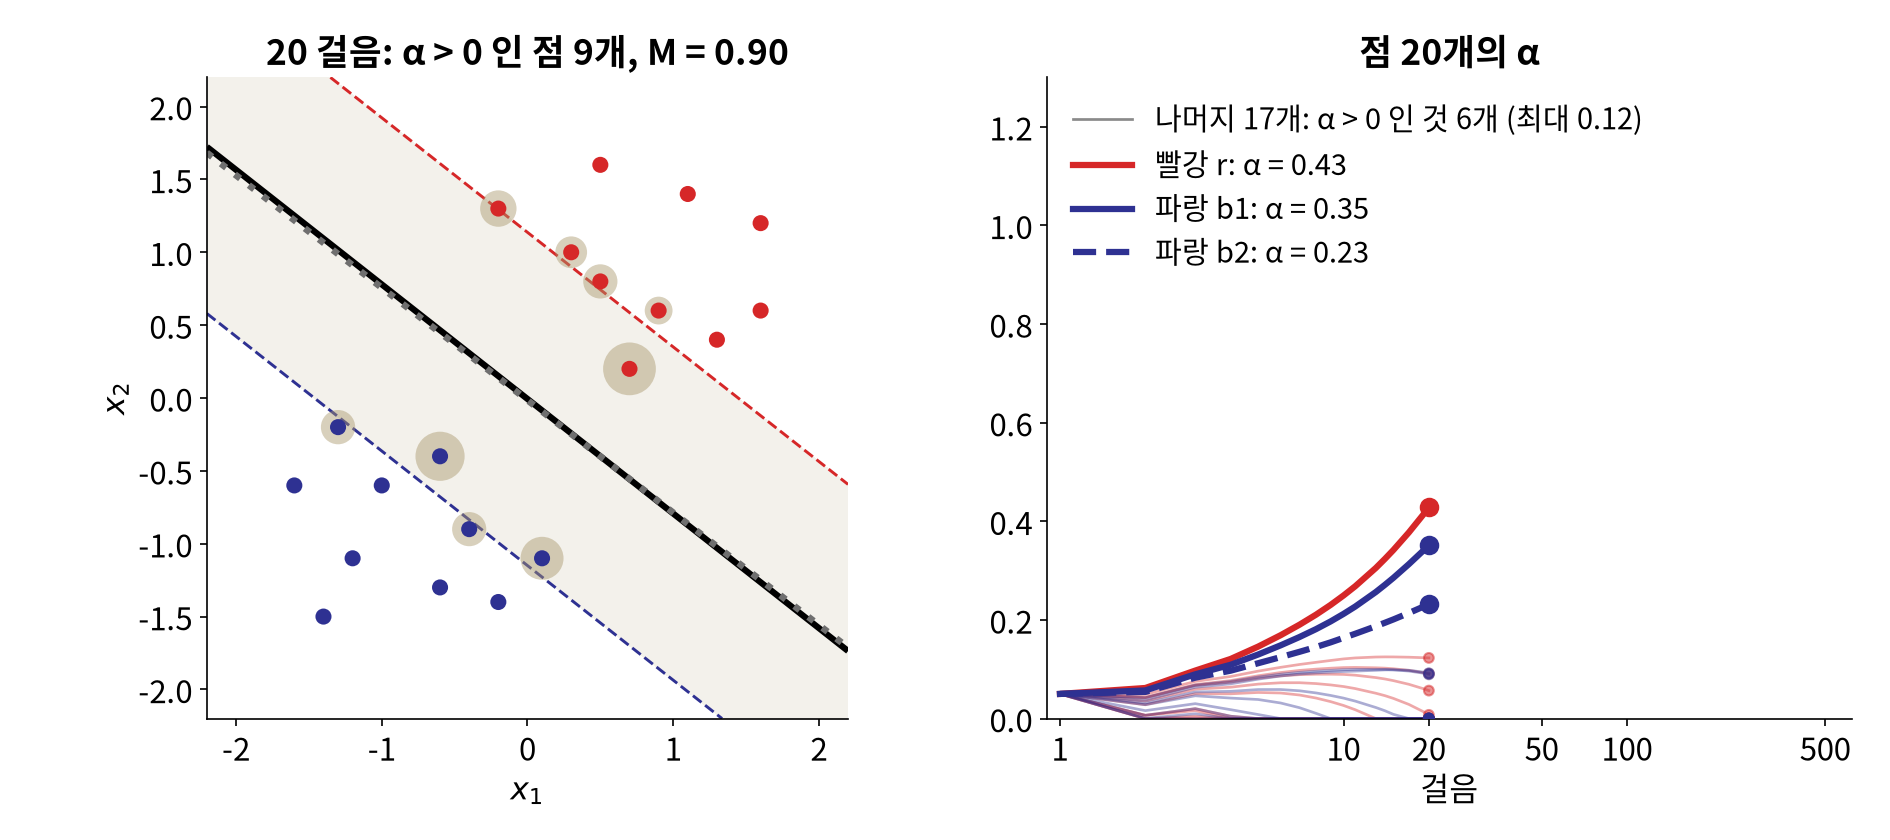 20 걸음: α > 0 인 점 9개, M = 0.90
2.0
1.5
1.0
0.5
0.0
-0.5
-1.0
-1.5
-2.0
x₂
-2 -1 0 1 2
x₁
점 20개의 α
나머지 17개: α > 0 인 것 6개 (최대 0.12)
빨강 r: α = 0.43
파랑 b1: α = 0.35
파랑 b2: α = 0.23
1.2
1.0
0.8
0.6
0.4
0.2
0.0
1 10 20 50 100 500
걸음